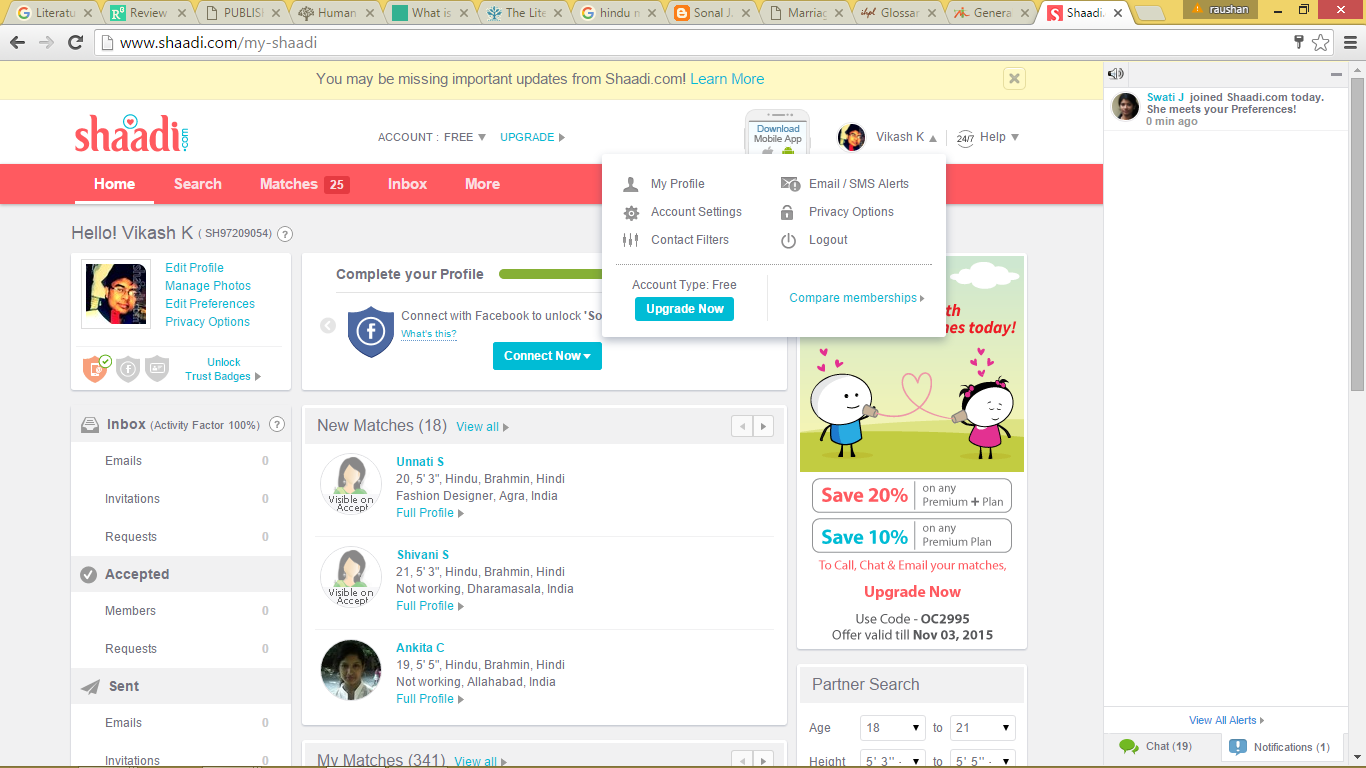 Literatu
Review
PUBLISH
Human
What is
The Lite
hindu m
Sonal J
Marriag
Glossar
Genera
Shaadi.
raushan
www.shaadi.com/my-shaadi
You may be missing important updates from Shaadi.com! Learn More
shaadi.com
ACCOUNT : FREE UPGRADE
Download
Mobile App
Vikash K
24/7 Help
Home Search Matches 25 Inbox More
My Profile
Email / SMS Alerts
Account Settings
Privacy Options
Contact Filters
Logout
Account Type: Free
Upgrade Now
Compare memberships
Hello! Vikash K ( SH97209054) ?
Edit Profile
Manage Photos
Edit Preferences
Privacy Options
Unlock
Trust Badges
Complete your Profile
Connect with Facebook to unlock 'So
What's this?
Connect Now
Inbox (Activity Factor 100%) ?
Emails 0
Invitations 0
Requests 0
Accepted
Members 0
Requests 0
Sent
Emails 0
Invitations 0
New Matches (18) View all
Visible on
Accept
Unnati S
20, 5' 3", Hindu, Brahmin, Hindi
Fashion Designer, Agra, India
Full Profile
Visible on
Accept
Shivani S
21, 5' 3", Hindu, Brahmin, Hindi
Not working, Dharamasala, India
Full Profile
Ankita C
19, 5' 5", Hindu, Brahmin, Hindi
Not working, Allahabad, India
Full Profile
My Matches (341) View all
th
es today!
Save 20% on any
Premium + Plan
Save 10% on any
Premium Plan
To Call, Chat & Email your matches,
Upgrade Now
Use Code - OC2995
Offer valid till Nov 03, 2015
Partner Search
Age 18 to 21
Height 5' 3" - to 5' 5" -
Swati J joined Shaadi.com today.
She meets your Preferences!
0 min ago
View All Alerts
Chat (19)
Notifications (1)